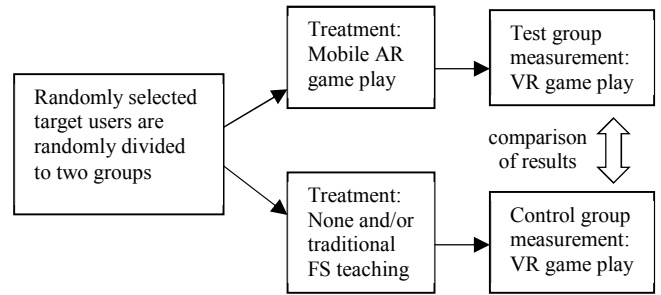 Randomly selected
target users are
randomly divided
to two groups
Treatment:
Mobile AR
game play
Test group
measurement:
VR game play
comparison
of results
Treatment:
None and/or
traditional
FS teaching
Control group
measurement:
VR game play